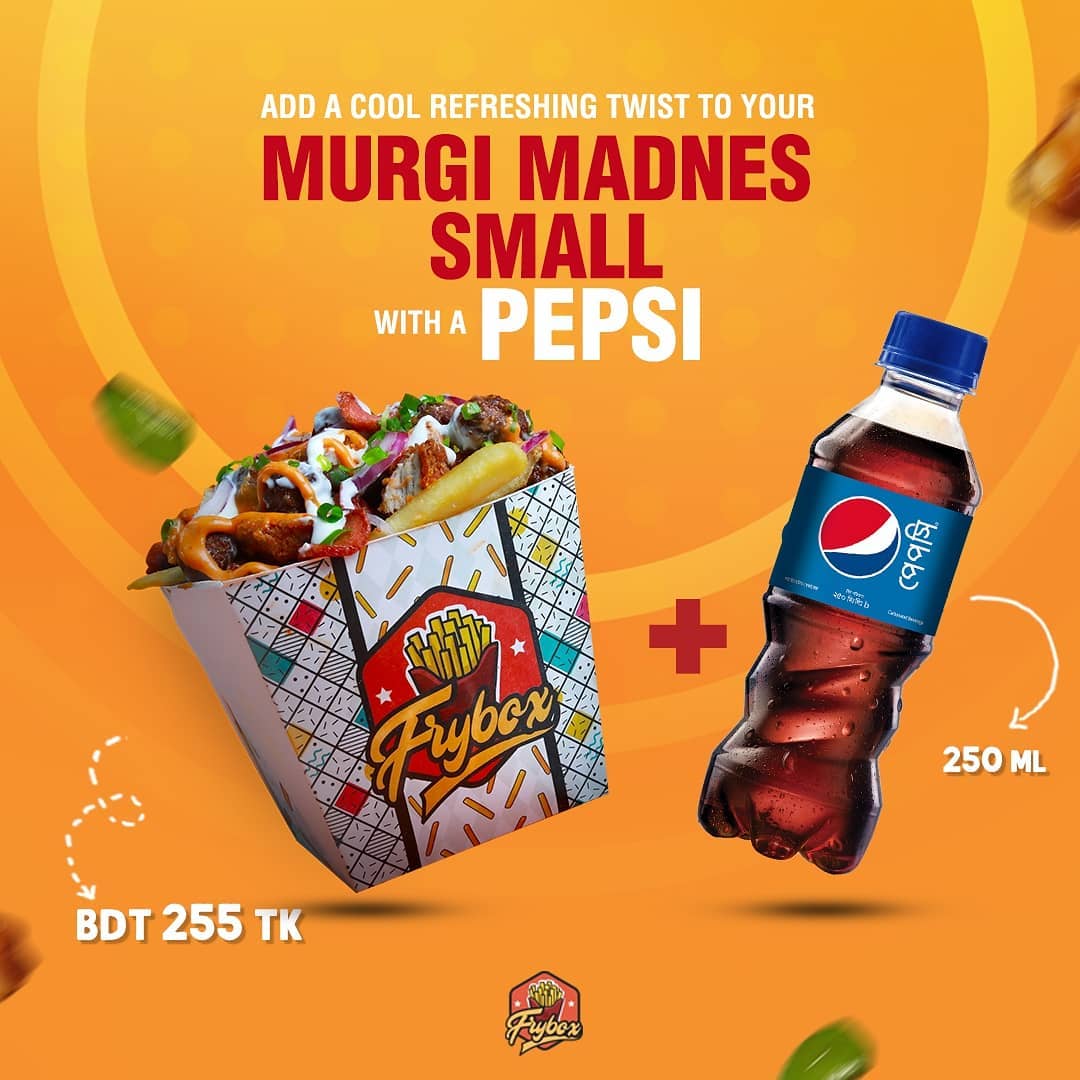 ADD A COOL REFRESHING TWIST TO YOUR
MURGI MADNES
SMALL
WITH A PEPSI
Frybox
পেপসি
250 ML
BDT 255 TK
Frybox